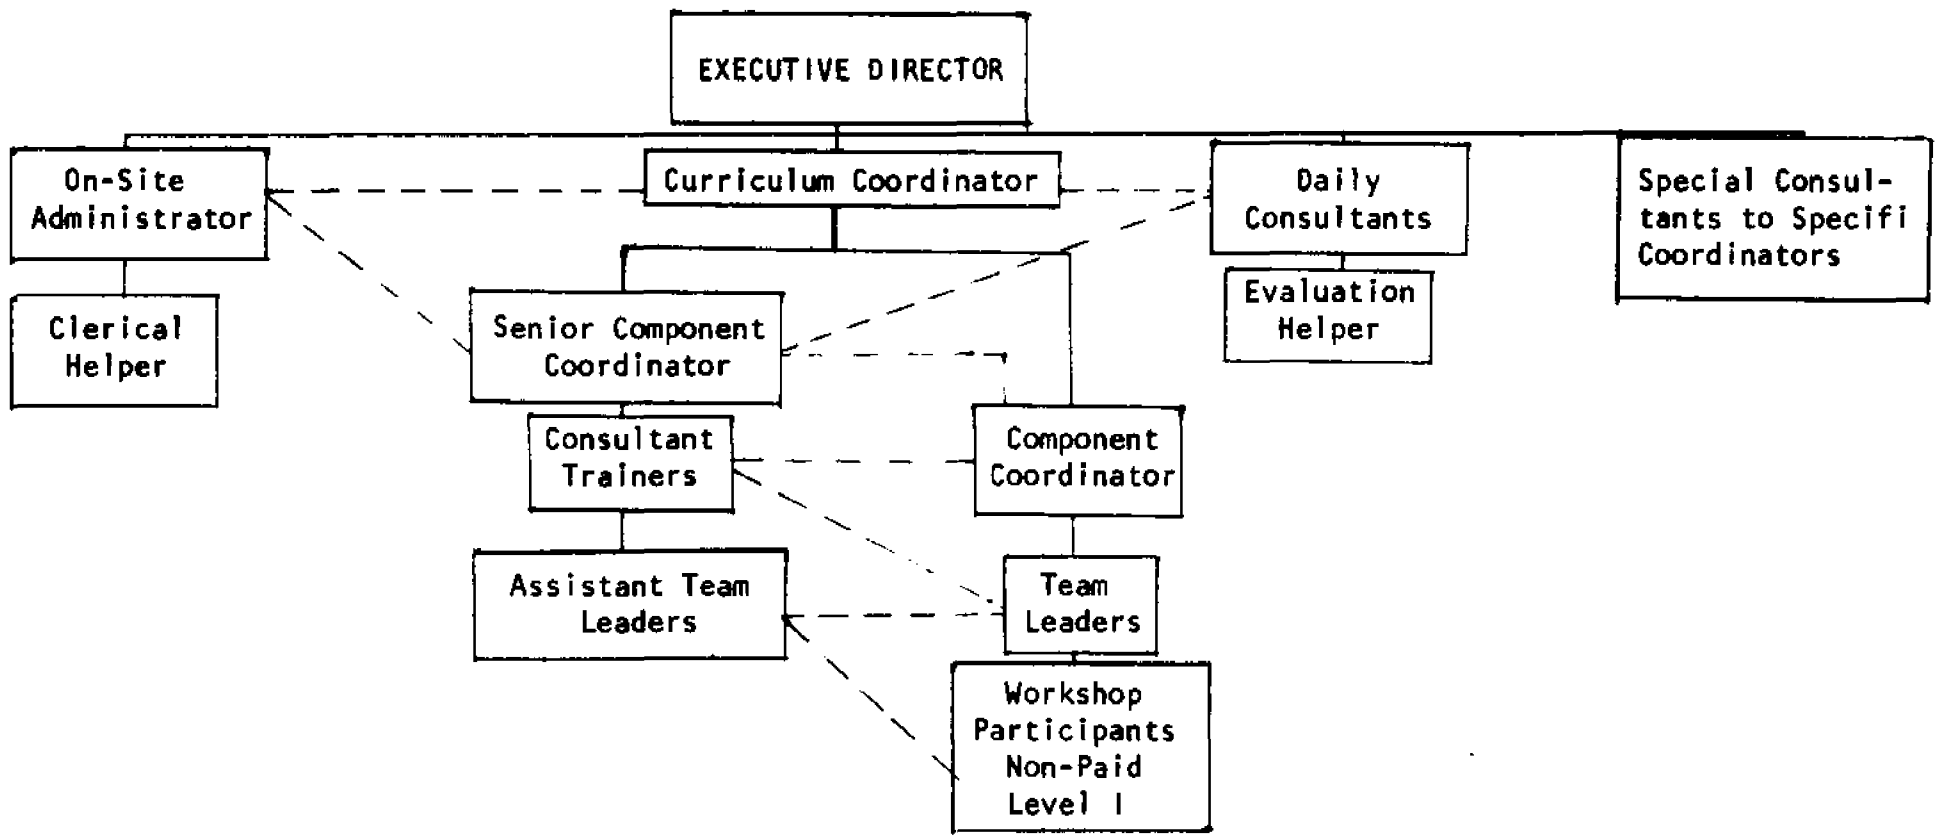 EXECUTIVE DIRECTOR
On-Site
Administrator
Curriculum Coordinator
Daily
Consultants
Special Consul-
tants to Specifi
Coordinators
Clerical
Helper
Senior Component
Coordinator
Evaluation
Helper
Consultant
Trainers
Component
Coordinator
Assistant Team
Leaders
Team
Leaders
Workshop
Participants
Non-Paid
Level I